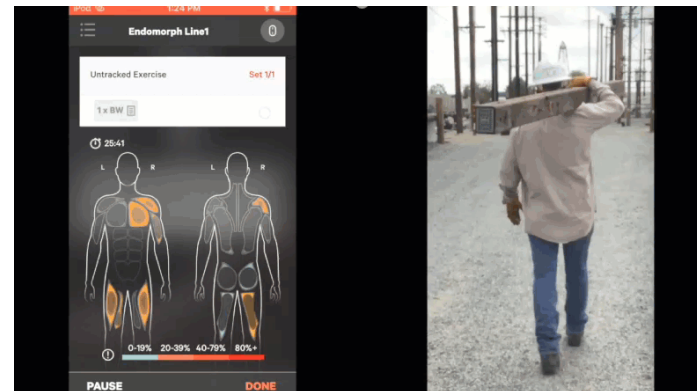 iPod
1:24 PM
Endomorph Line1
Untracked Exercise
Set 1/1
1 x BW
25:41
L
R
L
R
0-19%
20-39%
40-79%
80%+
PAUSE
DONE